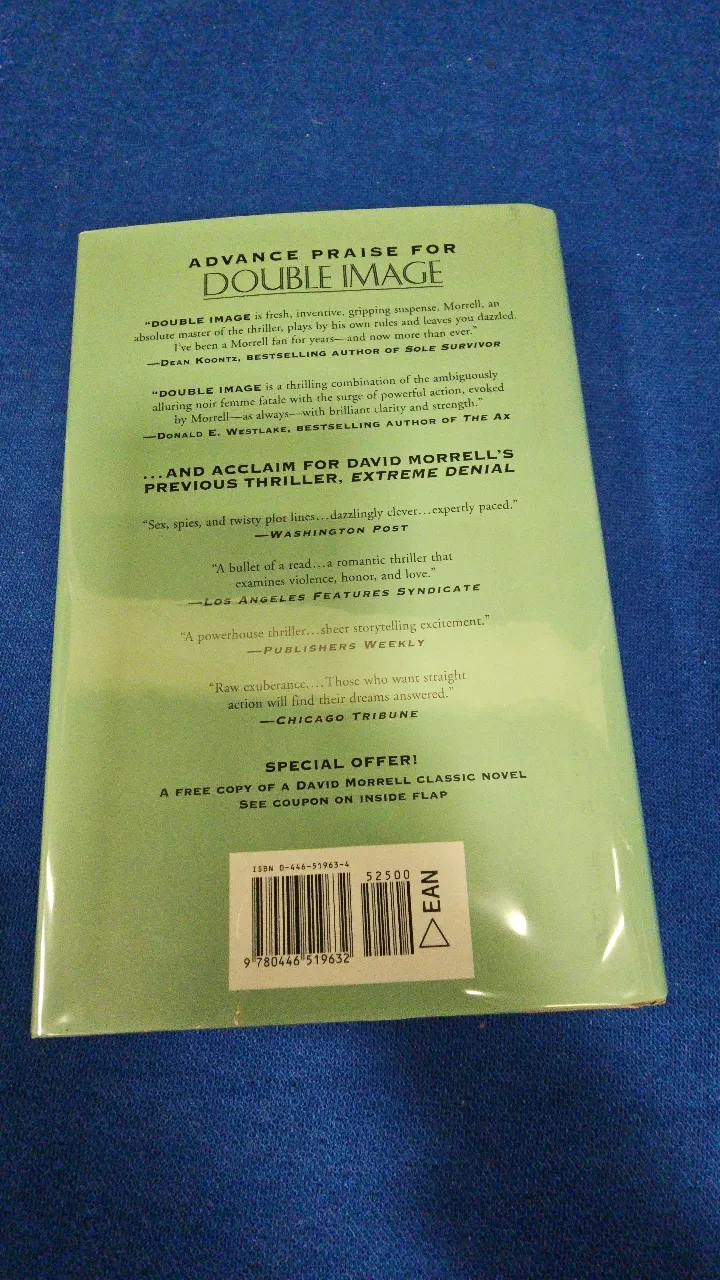 ADVANCE PRAISE FOR
DOUBLE IMAGE
“DOUBLE IMAGE is fresh, inventive, gripping suspense. Morrell, an
absolute master of the thriller, plays by his own rules and leaves you dazzled.
I've been a Morrell fan for years—and now more than ever.”
—DEAN KOONTZ, BESTSELLING AUTHOR OF SOLE SURVIVOR
“DOUBLE IMAGE is a thrilling combination of the ambiguously
alluring noir femme fatale with the surge of powerful action, evoked
by Morrell—as always—with brilliant clarity and strength.”
—DONALD E. WESTLAKE, BESTSELLING AUTHOR OF THE AX
...AND ACCLAIM FOR DAVID MORRELL'S
PREVIOUS THRILLER, EXTREME DENIAL
“Sex, spies, and twisty plot lines...dazzlingly clever...expertly paced.”
—WASHINGTON POST
“A bullet of a read...a romantic thriller that
examines violence, honor, and love.”
—LOS ANGELES FEATURES SYNDICATE
“A powerhouse thriller...sheer storytelling excitement.”
—PUBLISHERS WEEKLY
“Raw exuberance....Those who want straight
action will find their dreams answered.”
—CHICAGO TRIBUNE
SPECIAL OFFER!
A FREE COPY OF A DAVID MORRELL CLASSIC NOVEL
SEE COUPON ON INSIDE FLAP
ISBN 0-446-51963-4
52500
EAN
9 780446 519632